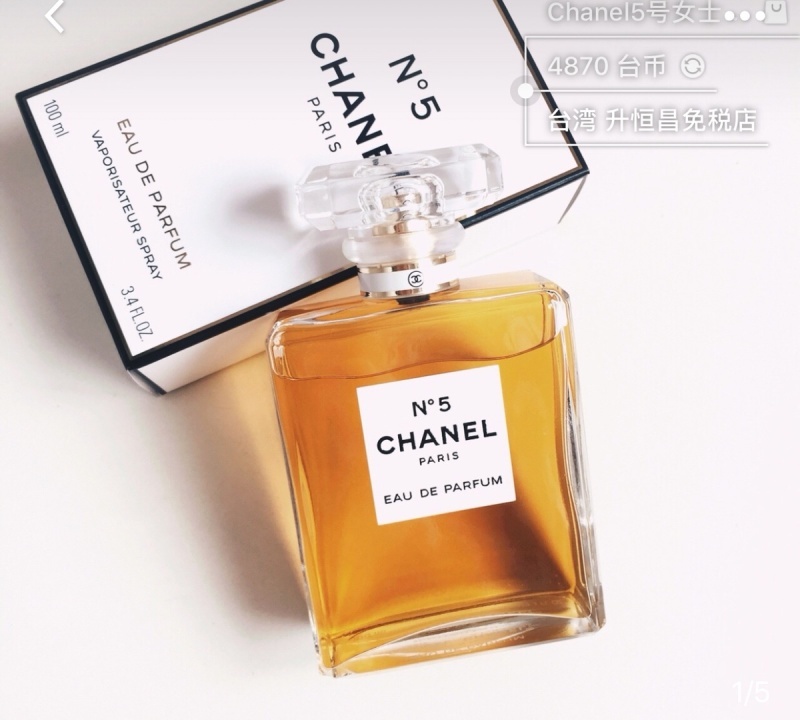 Chanel5号女士
4870 台币
台湾 升恒昌免税店
N°5
CHANEL
PARIS
100 ml
EAU DE PARFUM
VAPORISATEUR SPRAY
3.4 FL.OZ.
N°5
CHANEL
PARIS
EAU DE PARFUM
1/5